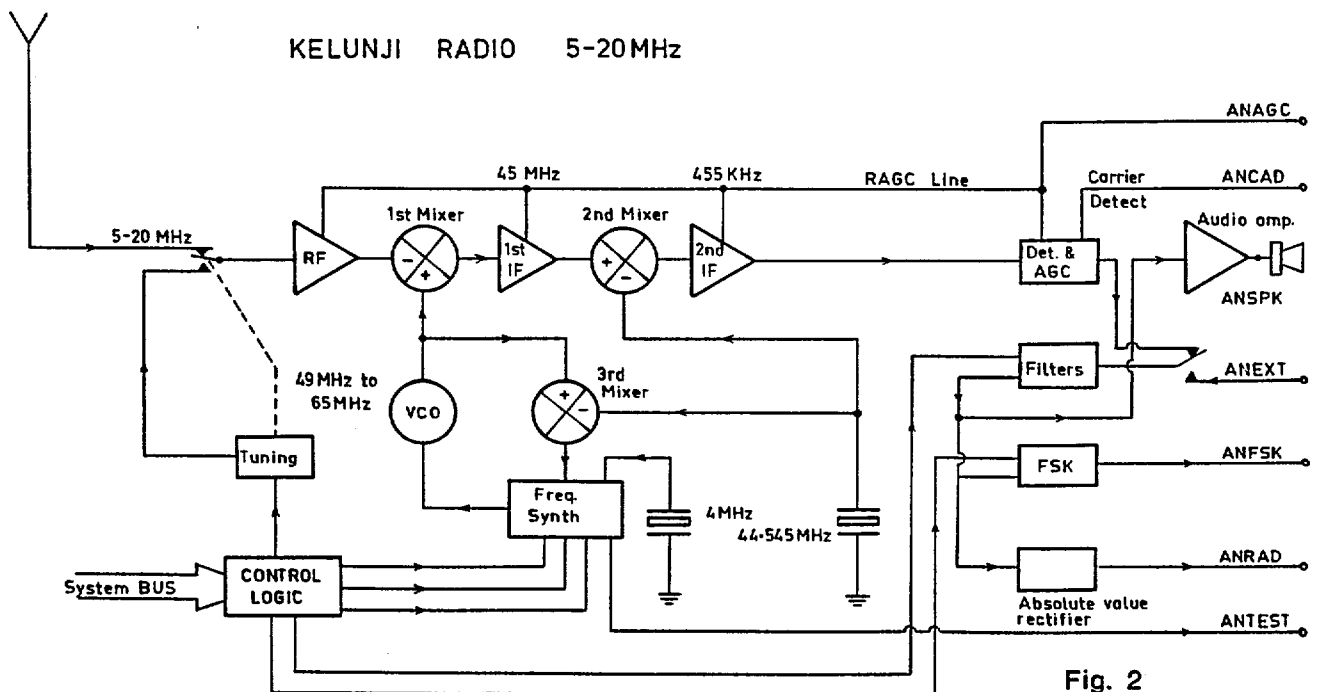 KELUNJI RADIO 5-20MHz
ANAGC
45 MHz
455KHz
RAGC Line
Carrier
Detect
ANCAD
1st Mixer
2nd Mixer
Audio amp.
5-20 MHz
RF
-
+
1st
IF
+
-
2nd
IF
Det. &
AGC
ANSPK
49MHz to
65MHz
VCO
+
-
3rd
Mixer
Filters
ANEXT
Tuning
Freq.
Synth
4MHz
44·545MHz
FSK
ANFSK
System BUS
CONTROL
LOGIC
Absolute value
rectifier
ANRAD
ANTEST
Fig. 2